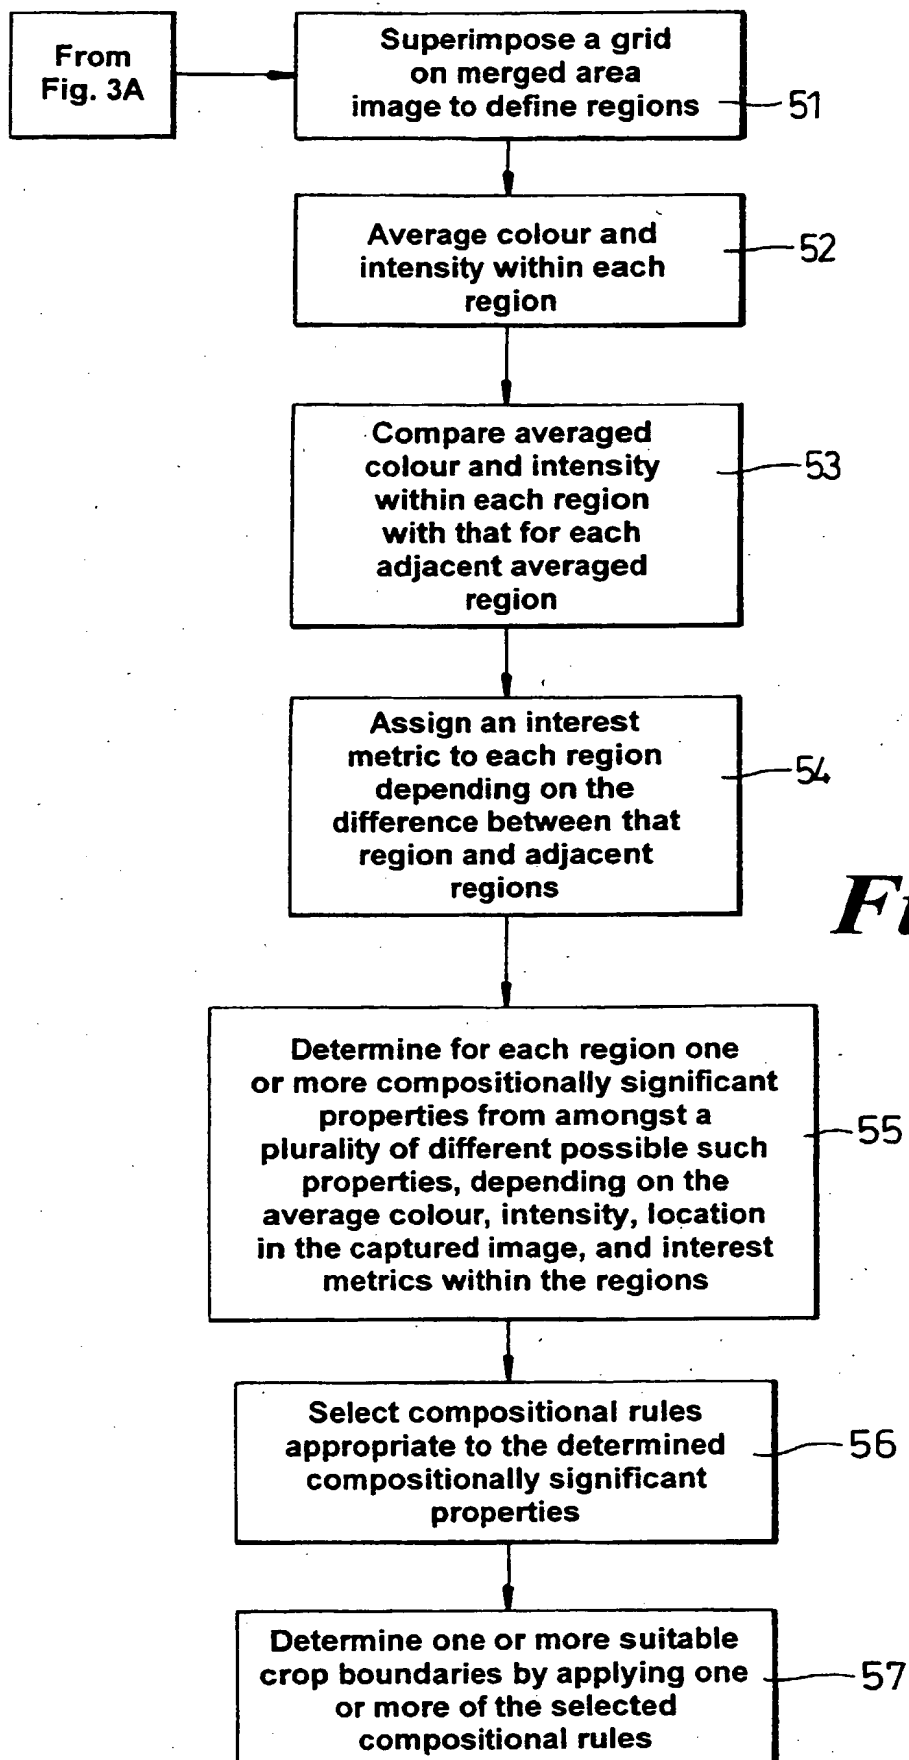 From
Fig. 3A
Superimpose a grid
on merged area
image to define regions
51
Average colour and
intensity within each
region
52
Compare averaged
colour and intensity
within each region
with that for each
adjacent averaged
region
53
Assign an interest
metric to each region
depending on the
difference between that
region and adjacent
regions
54
Determine for each region one
or more compositionally significant
properties from amongst a
plurality of different possible such
properties, depending on the
average colour, intensity, location
in the captured image, and interest
metrics within the regions
55
Select compositional rules
appropriate to the determined
compositionally significant
properties
56
Determine one or more suitable
crop boundaries by applying one
or more of the selected
compositional rules
57